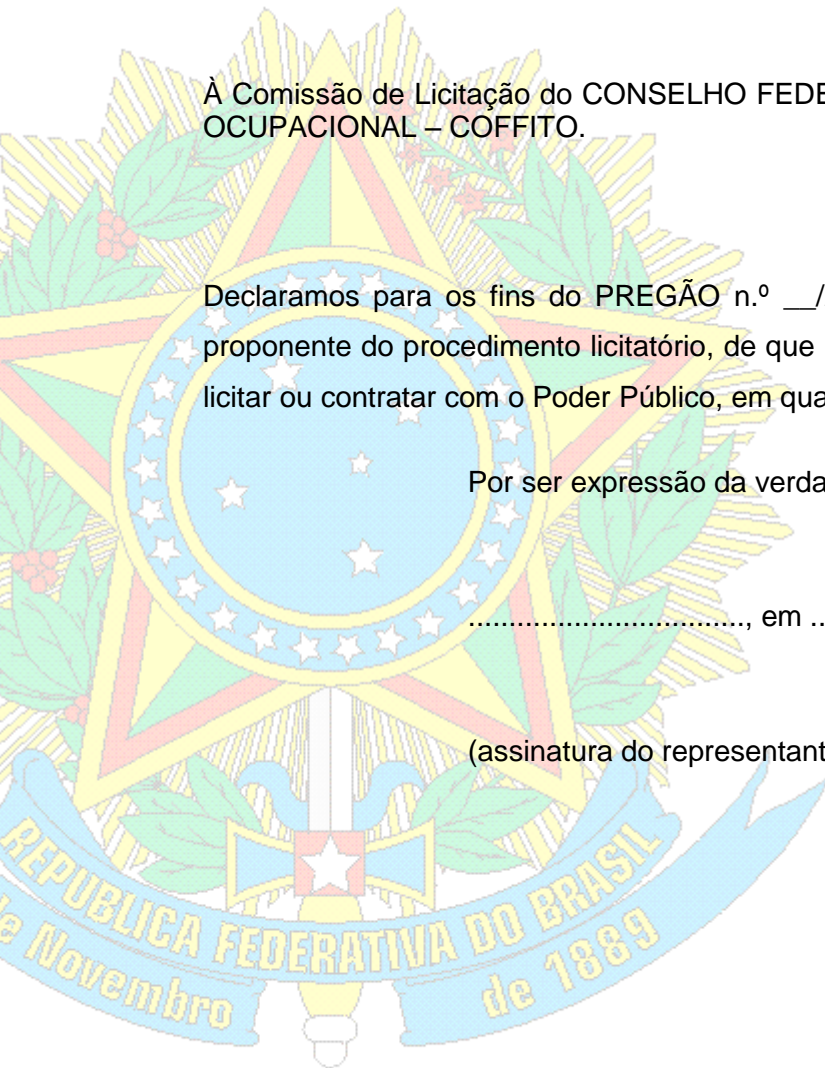 À Comissão de Licitação do CONSELHO FEDE
OCUPACIONAL – COFFITO.
Declaramos para os fins do PREGÃO n.º __/
proponente do procedimento licitatório, de que
licitar ou contratar com o Poder Público, em qua
Por ser expressão da verda
................................, em ..
(assinatura do representant
REPUBLICA FEDERATIVA DO BRASIL
de Novembro de 1889